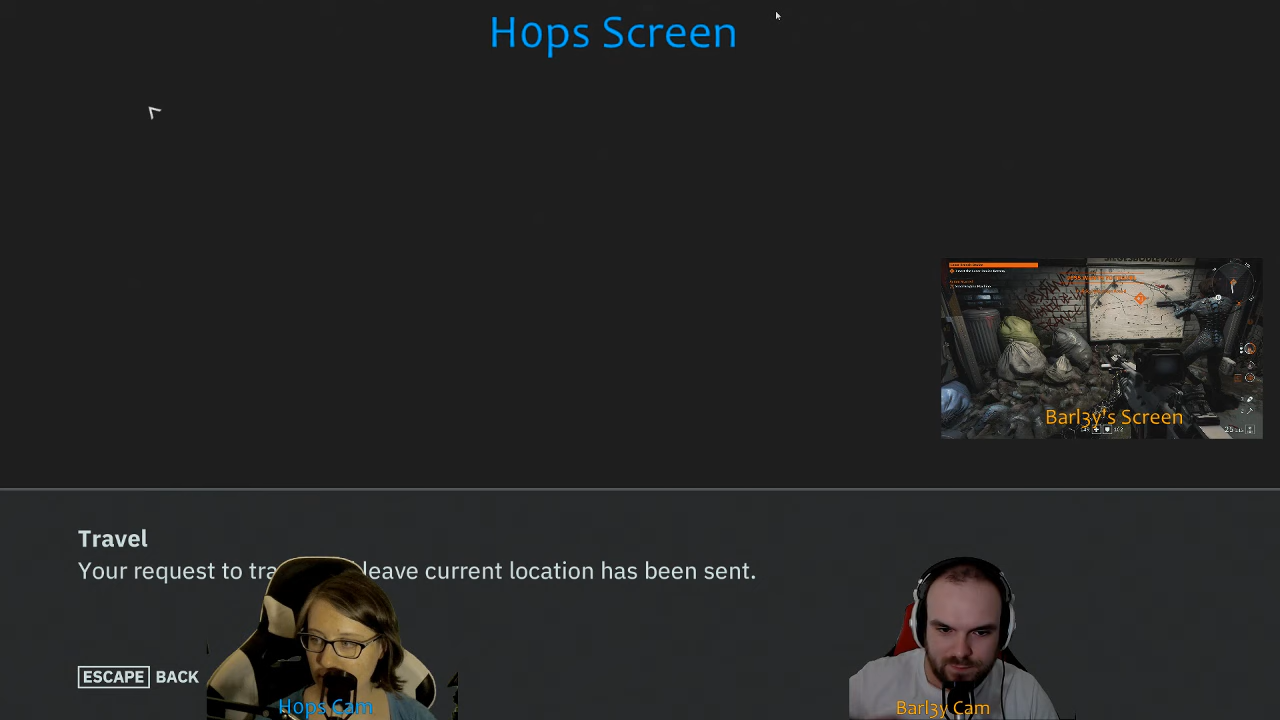 Hops Screen
Barl3y's Screen
Travel
Your request to leave current location has been sent.
ESCAPE BACK
Hops Cam
Barl3y Cam